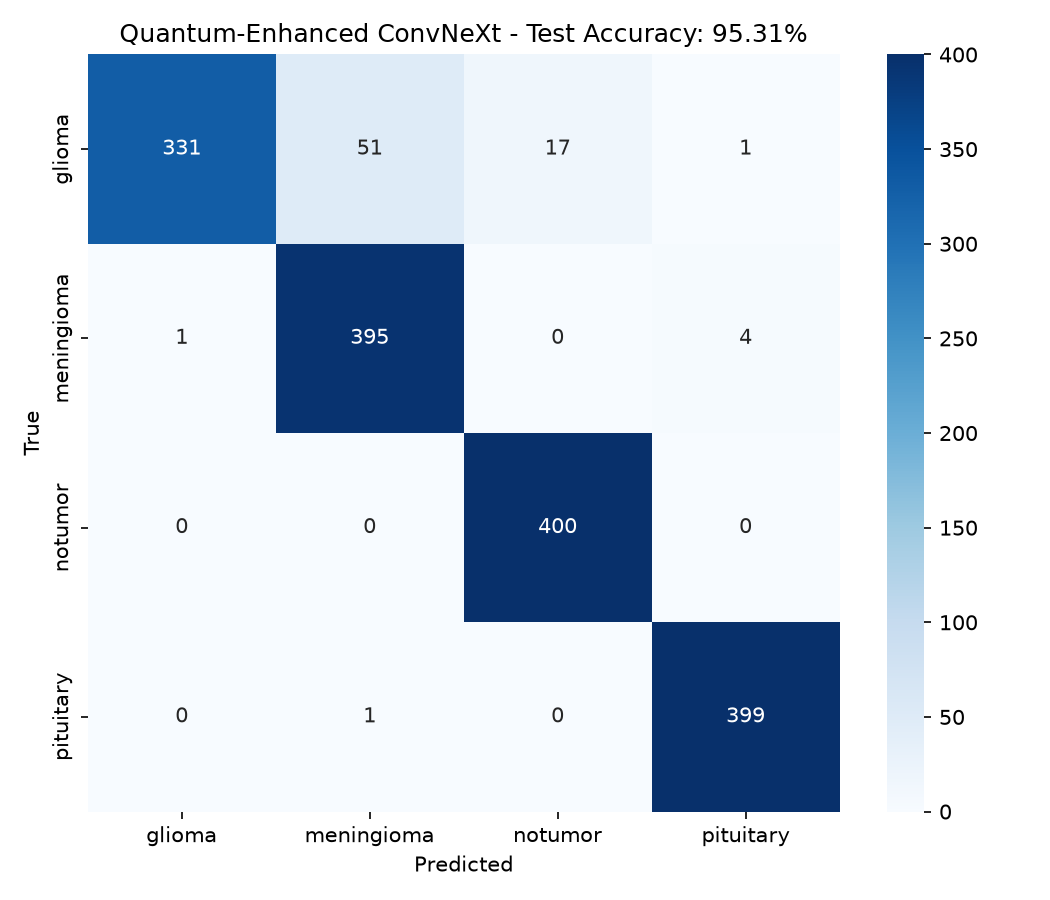 Quantum-Enhanced ConvNeXt - Test Accuracy: 95.31%
True
glioma
331 51 17 1
meningioma
1 395 0 4
notumor
0 0 400 0
pituitary
0 1 0 399
glioma meningioma notumor pituitary
Predicted
400
350
300
250
200
150
100
50
0